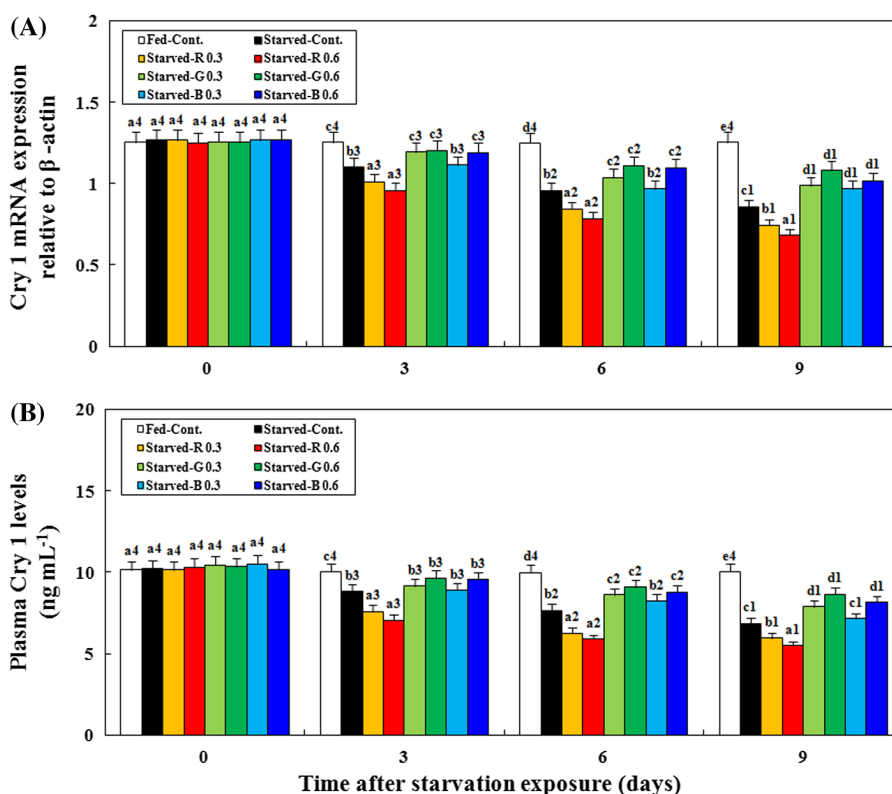 (A)
Cry 1 mRNA expression
relative to β -actin
2
1.5
1
0.5
0
Fed-Cont. Starved-Cont.
Starved-R 0.3 Starved-R 0.6
Starved-G 0.3 Starved-G 0.6
Starved-B 0.3 Starved-B 0.6
a4 a4 a4 a4 a4 a4 a4 a4
c4 b3 a3 a3 c3 c3 b3 c3
d4 b2 a2 a2 c2 c2 b2 c2
e4 c1 b1 a1 d1 d1 d1 d1
0 3 6 9
(B)
Plasma Cry 1 levels
(ng mL-1)
20
15
10
5
0
Fed-Cont. Starved-Cont.
Starved-R 0.3 Starved-R 0.6
Starved-G 0.3 Starved-G 0.6
Starved-B 0.3 Starved-B 0.6
a4 a4 a4 a4 a4 a4 a4 a4
c4 b3 a3 a3 b3 b3 b3 b3
d4 b2 a2 a2 c2 c2 b2 c2
e4 c1 b1 a1 d1 d1 c1 d1
0 3 6 9
Time after starvation exposure (days)